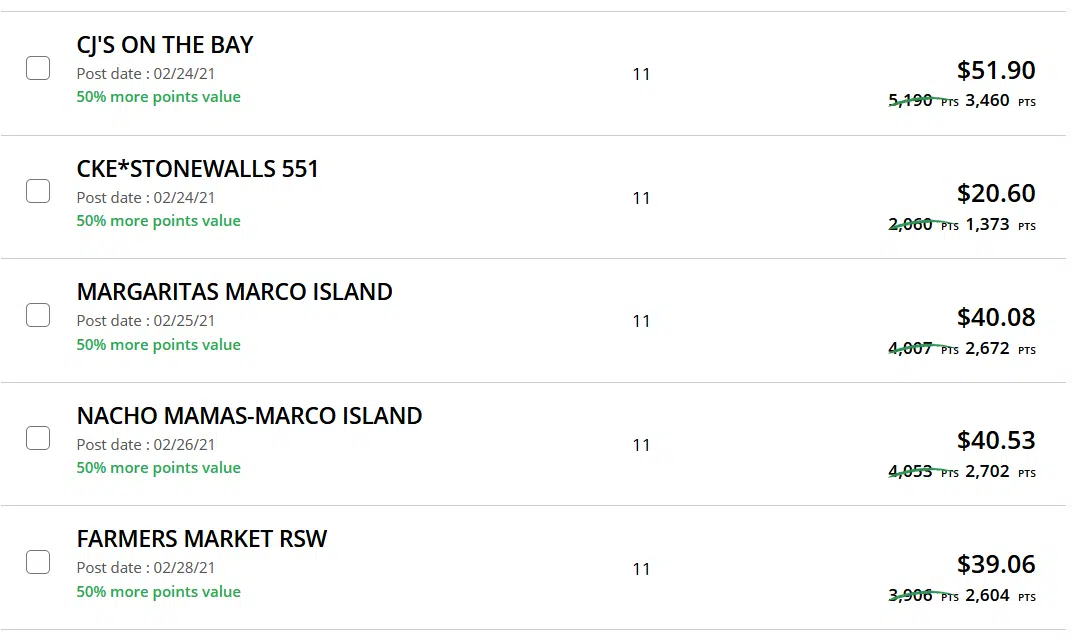 CJ'S ON THE BAY
Post date : 02/24/21
50% more points value
11
$51.90
5,190 PTS 3,460 PTS
CKE*STONEWALLS 551
Post date : 02/24/21
50% more points value
11
$20.60
2,060 PTS 1,373 PTS
MARGARITAS MARCO ISLAND
Post date : 02/25/21
50% more points value
11
$40.08
4,007 PTS 2,672 PTS
NACHO MAMAS-MARCO ISLAND
Post date : 02/26/21
50% more points value
11
$40.53
4,053 PTS 2,702 PTS
FARMERS MARKET RSW
Post date : 02/28/21
50% more points value
11
$39.06
3,906 PTS 2,604 PTS